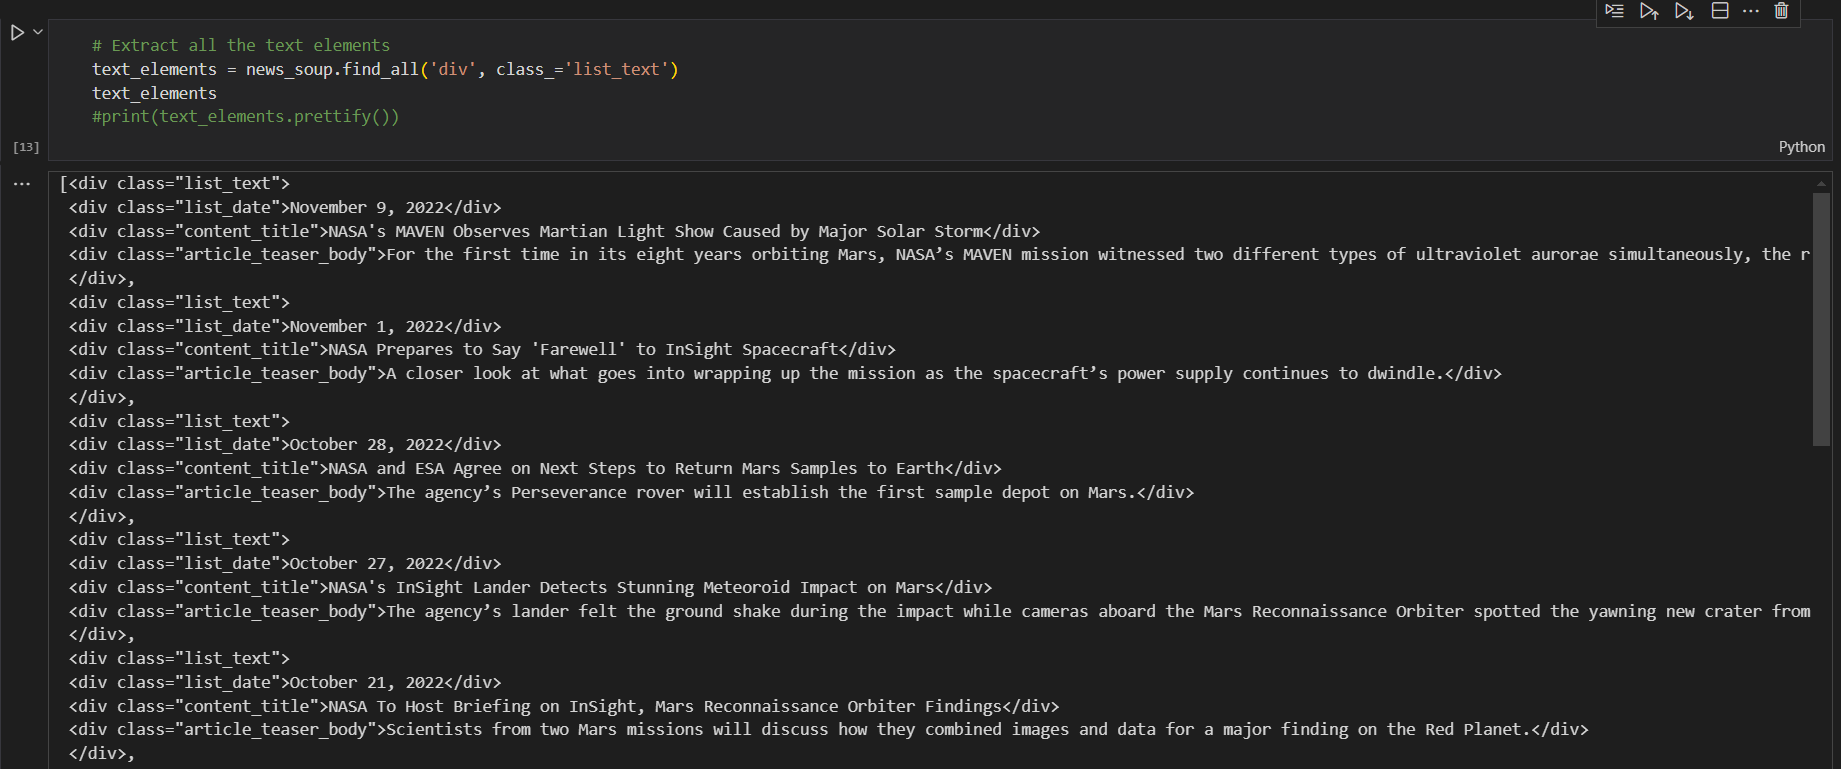 # Extract all the text elements
text_elements = news_soup.find_all('div', class_='list_text')
text_elements
#print(text_elements.prettify())
[13]
Python
[<div class="list_text">
<div class="list_date">November 9, 2022</div>
<div class="content_title">NASA's MAVEN Observes Martian Light Show Caused by Major Solar Storm</div>
<div class="article_teaser_body">For the first time in its eight years orbiting Mars, NASA’s MAVEN mission witnessed two different types of ultraviolet aurorae simultaneously, the r
</div>,
<div class="list_text">
<div class="list_date">November 1, 2022</div>
<div class="content_title">NASA Prepares to Say 'Farewell' to InSight Spacecraft</div>
<div class="article_teaser_body">A closer look at what goes into wrapping up the mission as the spacecraft’s power supply continues to dwindle.</div>
</div>,
<div class="list_text">
<div class="list_date">October 28, 2022</div>
<div class="content_title">NASA and ESA Agree on Next Steps to Return Mars Samples to Earth</div>
<div class="article_teaser_body">The agency’s Perseverance rover will establish the first sample depot on Mars.</div>
</div>,
<div class="list_text">
<div class="list_date">October 27, 2022</div>
<div class="content_title">NASA's InSight Lander Detects Stunning Meteoroid Impact on Mars</div>
<div class="article_teaser_body">The agency’s lander felt the ground shake during the impact while cameras aboard the Mars Reconnaissance Orbiter spotted the yawning new crater from
</div>,
<div class="list_text">
<div class="list_date">October 21, 2022</div>
<div class="content_title">NASA To Host Briefing on InSight, Mars Reconnaissance Orbiter Findings</div>
<div class="article_teaser_body">Scientists from two Mars missions will discuss how they combined images and data for a major finding on the Red Planet.</div>
</div>,